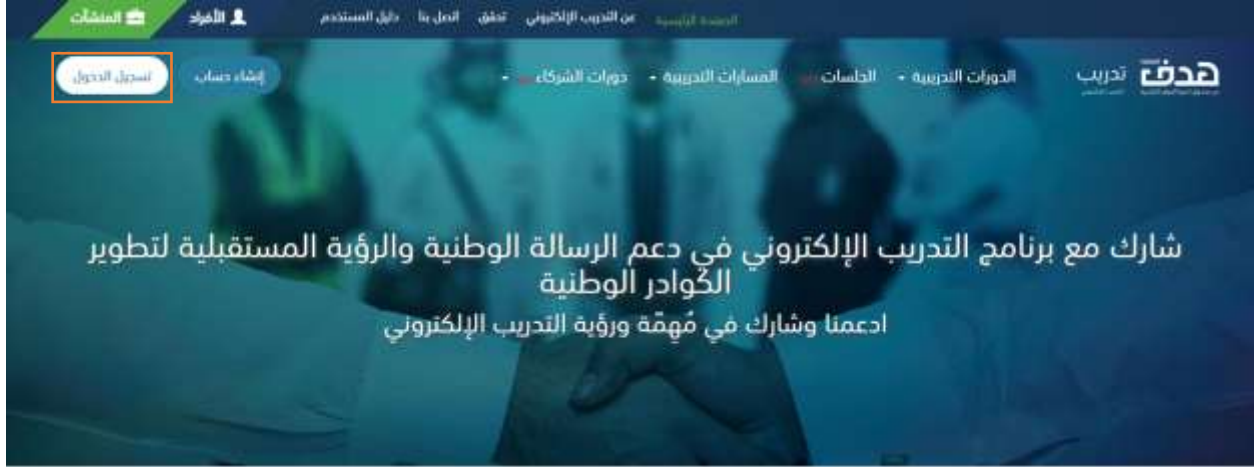 الصفحة الرئيسية عن التدريب الإلكتروني تحقق اتصل بنا دليل المستخدم الأفراد المنشآت
هدف تدريب
الدورات التدريبية الجلسات المسارات التدريبية دورات الشركاء إنشاء حساب تسجيل الدخول
شارك مع برنامج التدريب الإلكتروني في دعم الرسالة الوطنية والرؤية المستقبلية لتطوير
الكوادر الوطنية
ادعمنا وشارك في مُهمّة ورؤية التدريب الإلكتروني